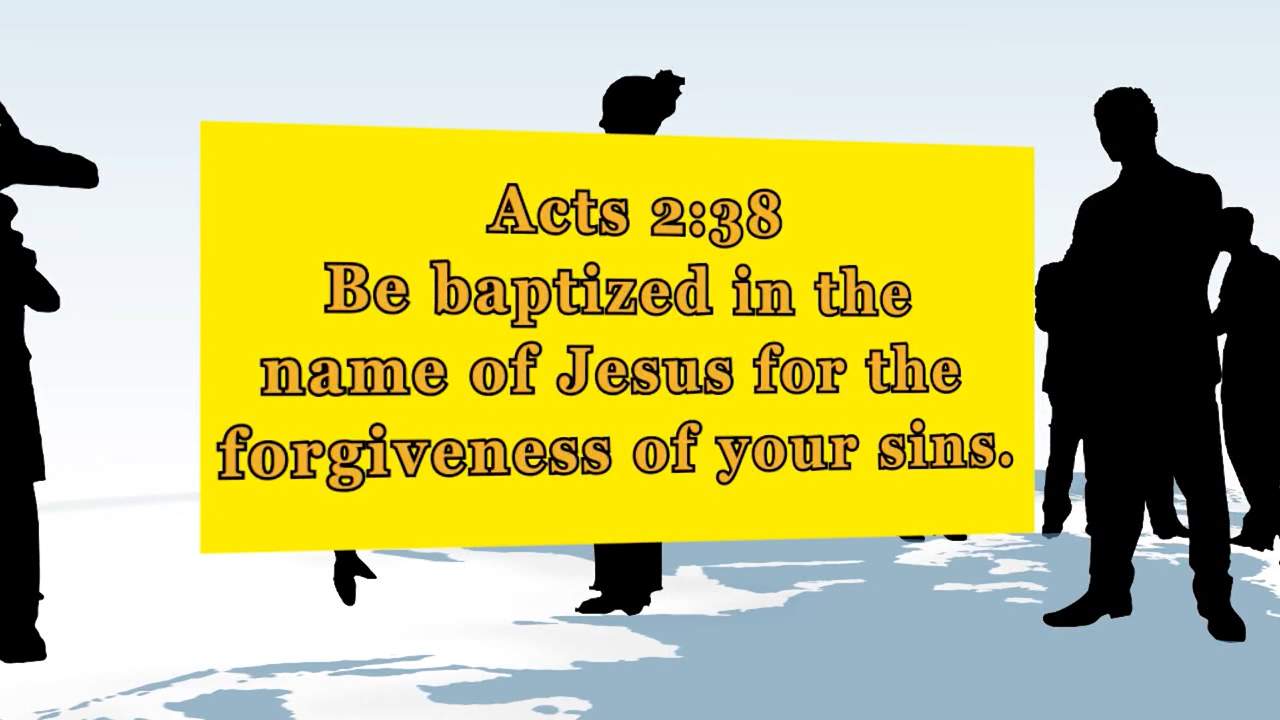 Acts 2:38
Be baptized in the
name of Jesus for the
forgiveness of your sins.